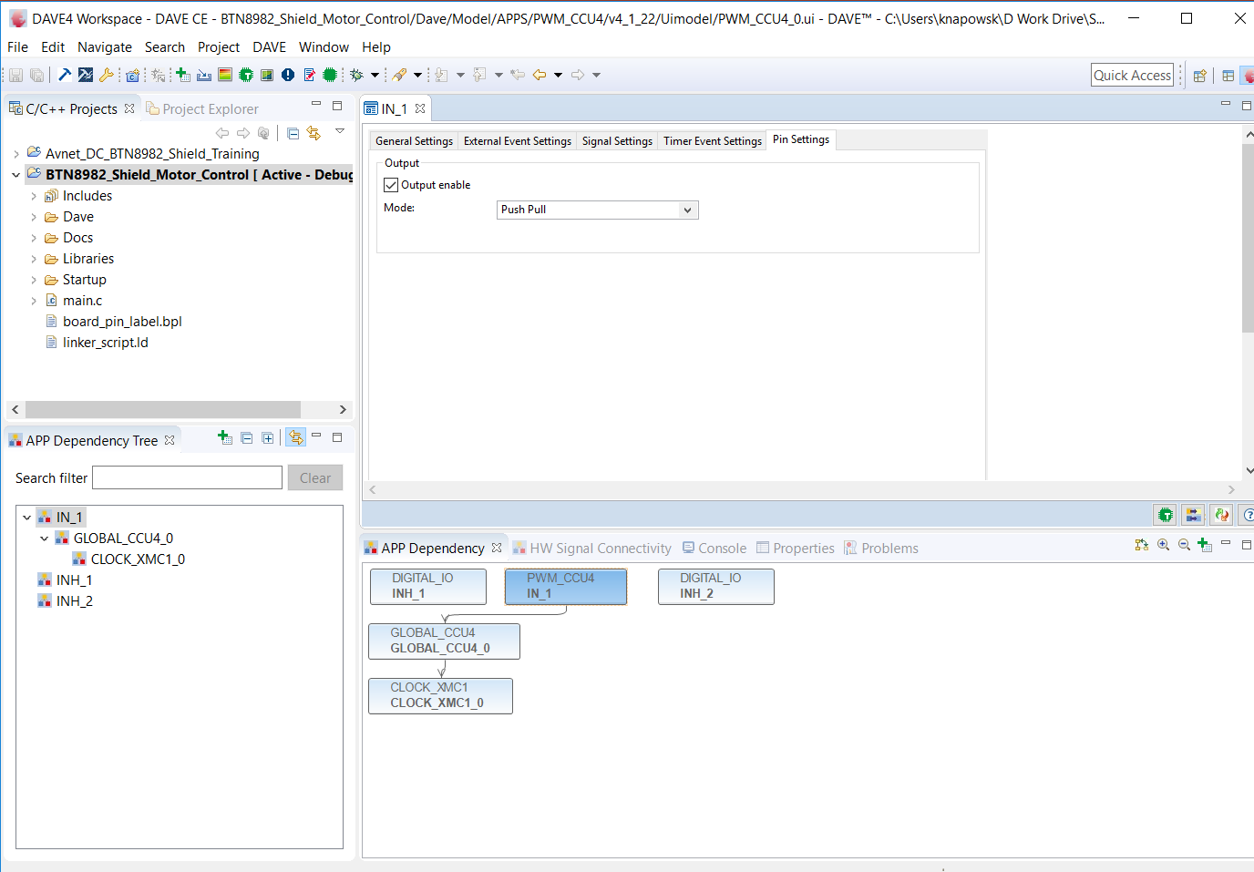 DAVE4 Workspace - DAVE CE - BTN8982_Shield_Motor_Control/Dave/Model/APPS/PWM_CCU4/v4_1_22/Uimodel/PWM_CCU4_0.ui - DAVE™ - C:\Users\knapowsk\D Work Drive\S...
File Edit Navigate Search Project DAVE Window Help
Quick Access
C/C++ Projects Project Explorer
Avnet_DC_BTN8982_Shield_Training
BTN8982_Shield_Motor_Control [ Active - Debug
Includes
Dave
Docs
Libraries
Startup
main.c
board_pin_label.bpl
linker_script.ld
IN_1
General Settings External Event Settings Signal Settings Timer Event Settings Pin Settings
Output
Output enable
Mode: Push Pull
APP Dependency Tree
Search filter Clear
IN_1
GLOBAL_CCU4_0
CLOCK_XMC1_0
INH_1
INH_2
APP Dependency HW Signal Connectivity Console Properties Problems
DIGITAL_IO PWM_CCU4 DIGITAL_IO
INH_1 IN_1 INH_2
GLOBAL_CCU4
GLOBAL_CCU4_0
CLOCK_XMC1
CLOCK_XMC1_0